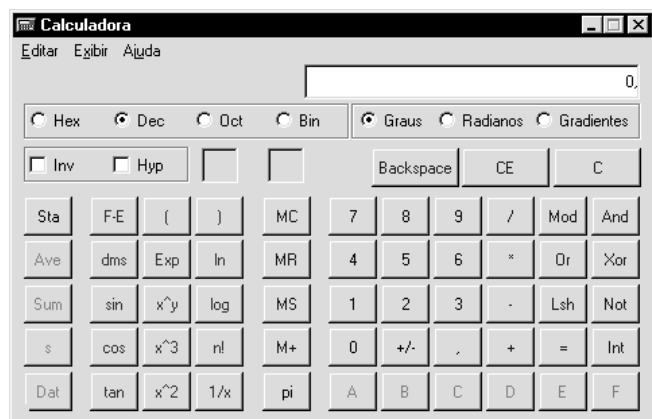 Calculadora
Editar Exibir Ajuda
0,
Hex Dec Oct Bin Graus Radianos Gradientes
Inv Hyp Backspace CE C
Sta F-E ( ) MC 7 8 9 / Mod And
Ave dms Exp ln MR 4 5 6 * Or Xor
Sum sin x^y log MS 1 2 3 - Lsh Not
s cos x^3 n! M+ 0 +/- , + = Int
Dat tan x^2 1/x pi A B C D E F